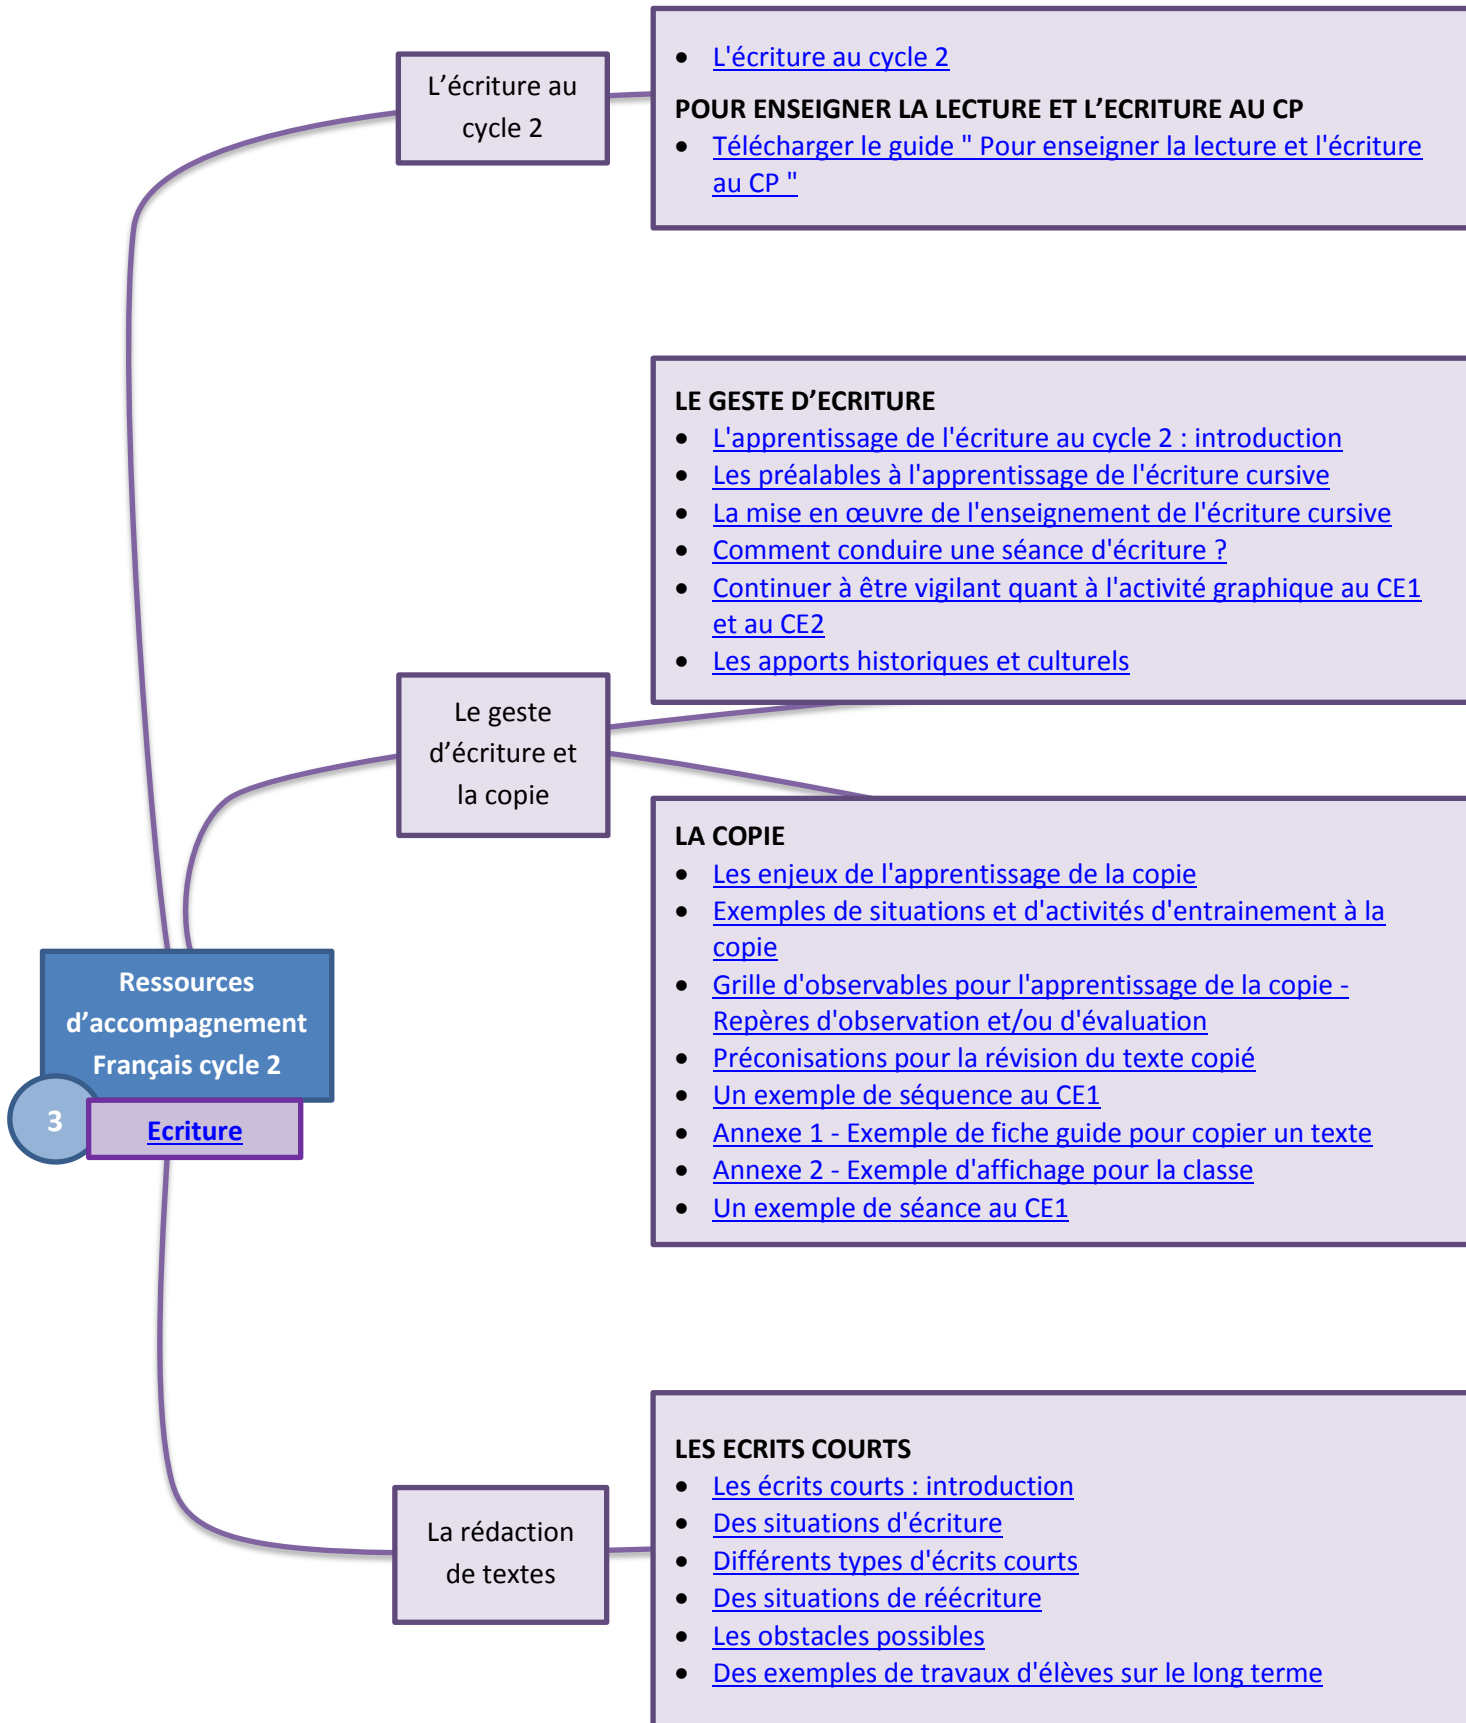 L’écriture au
cycle 2
• L'écriture au cycle 2
POUR ENSEIGNER LA LECTURE ET L’ECRITURE AU CP
• Télécharger le guide " Pour enseigner la lecture et l'écriture
au CP "
LE GESTE D’ECRITURE
• L'apprentissage de l'écriture au cycle 2 : introduction
• Les préalables à l'apprentissage de l'écriture cursive
• La mise en œuvre de l'enseignement de l'écriture cursive
• Comment conduire une séance d'écriture ?
• Continuer à être vigilant quant à l'activité graphique au CE1
et au CE2
• Les apports historiques et culturels
Le geste
d’écriture et
la copie
LA COPIE
• Les enjeux de l'apprentissage de la copie
• Exemples de situations et d'activités d'entrainement à la
copie
• Grille d'observables pour l'apprentissage de la copie -
Repères d'observation et/ou d'évaluation
• Préconisations pour la révision du texte copié
• Un exemple de séquence au CE1
• Annexe 1 - Exemple de fiche guide pour copier un texte
• Annexe 2 - Exemple d'affichage pour la classe
• Un exemple de séance au CE1
Ressources
d’accompagnement
Français cycle 2
3
Ecriture
La rédaction
de textes
LES ECRITS COURTS
• Les écrits courts : introduction
• Des situations d'écriture
• Différents types d'écrits courts
• Des situations de réécriture
• Les obstacles possibles
• Des exemples de travaux d'élèves sur le long terme